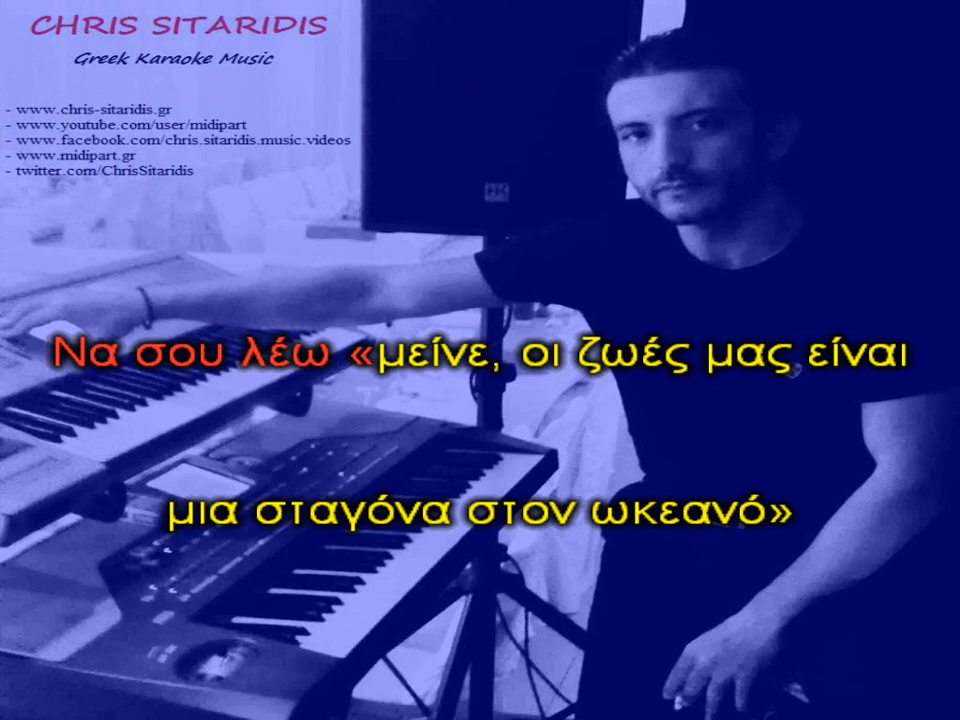 CHRIS SITARIDIS
Greek Karaoke Music
- www.chris-sitaridis.gr
- www.youtube.com/user/midipart
- www.facebook.com/chris.sitaridis.music.videos
- www.midipart.gr
- twitter.com/ChrisSitaridis
HK
Να σου λέω «μείνε, οι ζωές μας είναι
μια σταγόνα στον ωκεανό»